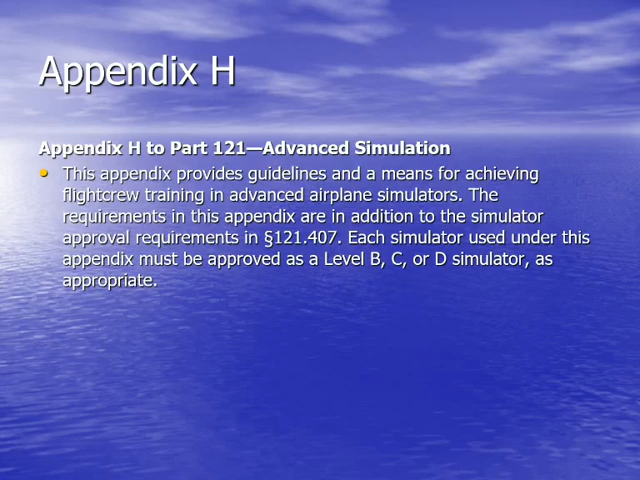 Appendix H
Appendix H to Part 121—Advanced Simulation
• This appendix provides guidelines and a means for achieving
flightcrew training in advanced airplane simulators. The
requirements in this appendix are in addition to the simulator
approval requirements in §121.407. Each simulator used under this
appendix must be approved as a Level B, C, or D simulator, as
appropriate.